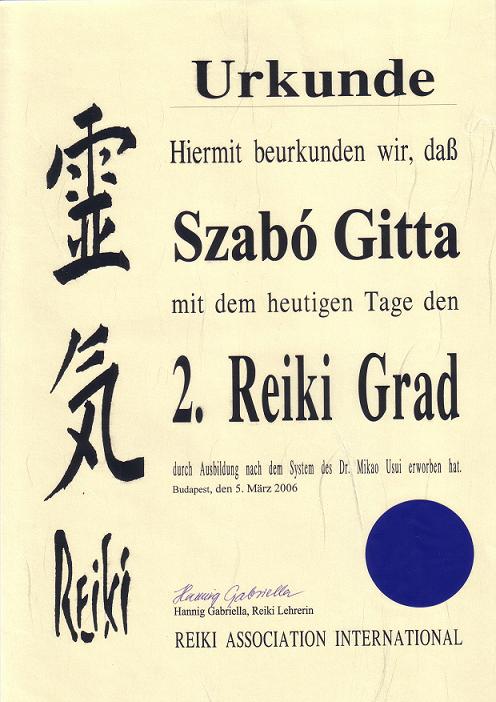 Urkunde
Hiermit beurkunden wir, daß
Szabó Gitta
mit dem heutigen Tage den
2. Reiki Grad
durch Ausbildung nach dem System des Dr. Mikao Usui erworben hat.
Budapest, den 5. März 2006
Hannig Gabriella
Hannig Gabriella, Reiki Lehrerin
REIKI ASSOCIATION INTERNATIONAL
靈
気
Reiki